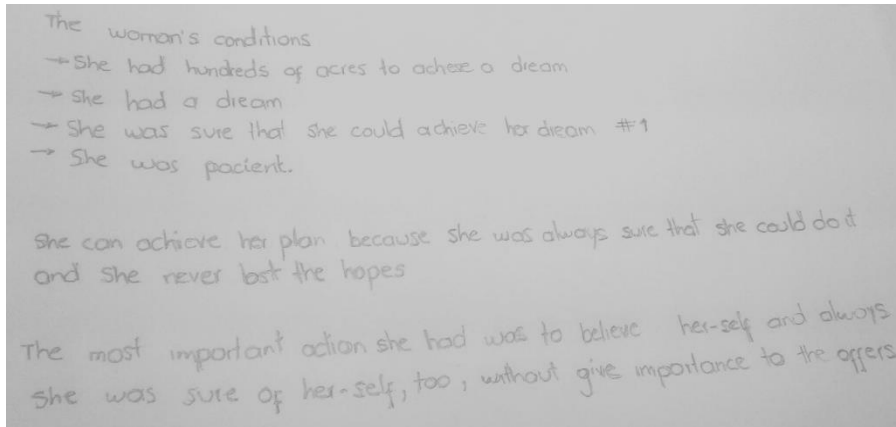 The woman's conditions
→ She had hundreds of acres to acheze a dream
→ She had a dream
→ She was sure that she could achieve her dream #1
→ She was pacient.
She can achieve her plan because she was always sure that she could do it
and she never lost the hopes
The most important action she had was to believe her-self and always
she was sure of her-self, too, without give importance to the offers